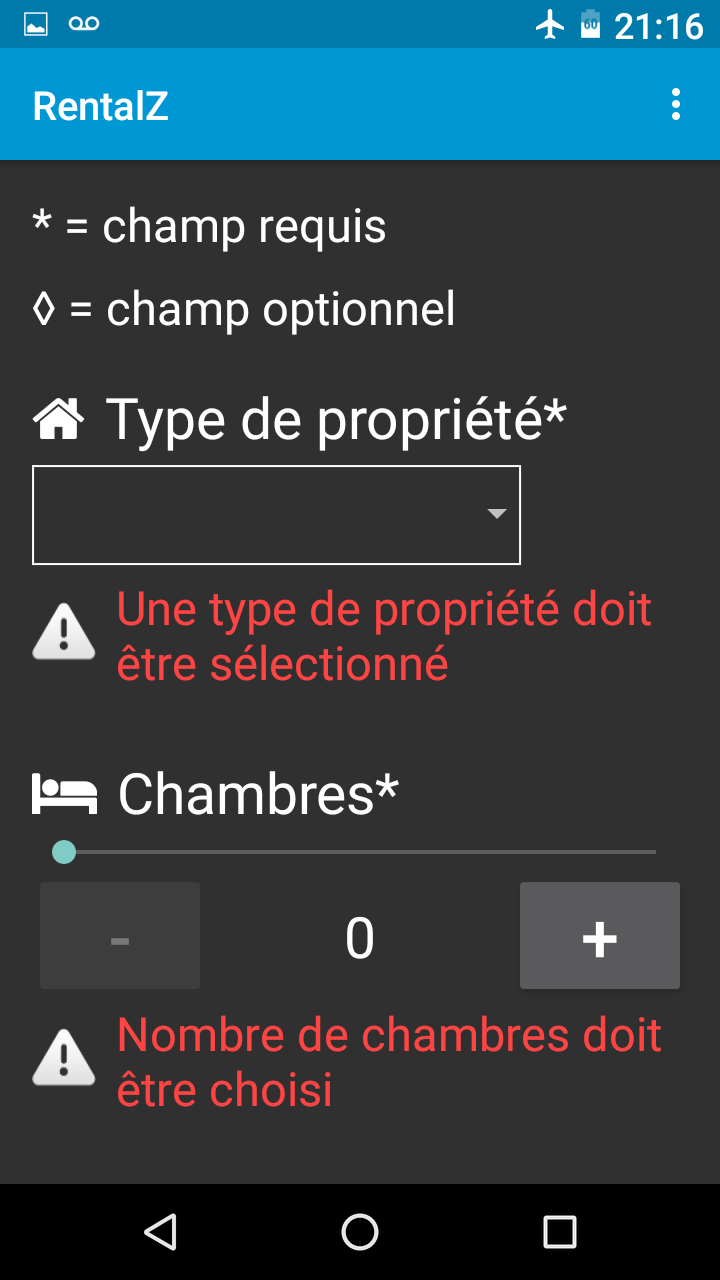 60 21:16
RentalZ
* = champ requis
◊ = champ optionnel
Type de propriété*
Une type de propriété doit
être sélectionné
Chambres*
- 0 +
Nombre de chambres doit
être choisi